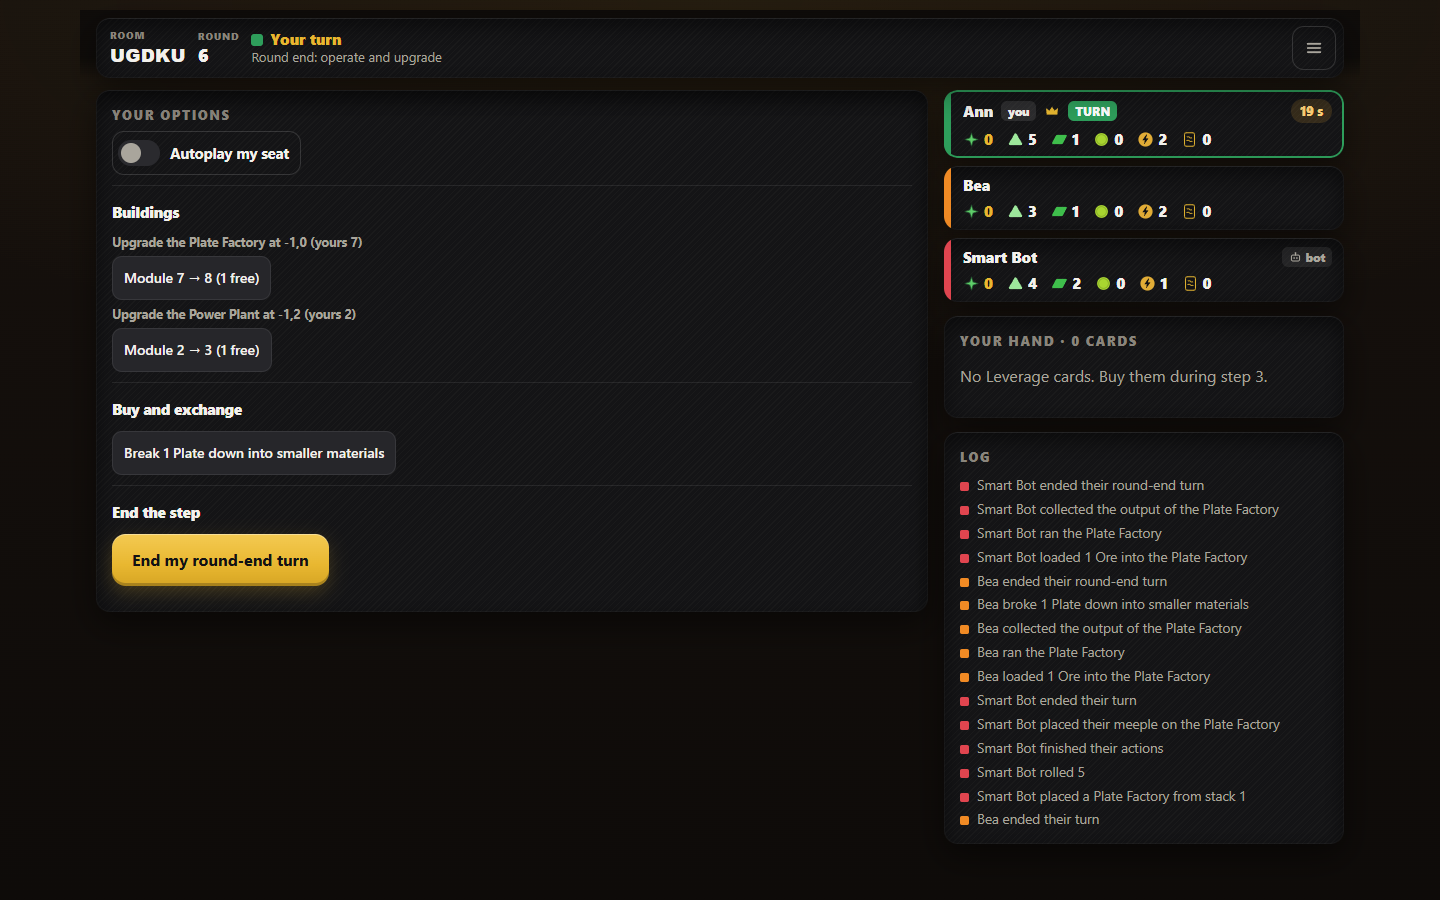 ROOM
UGDKU
ROUND
6
Your turn
Round end: operate and upgrade
YOUR OPTIONS
Autoplay my seat
Buildings
Upgrade the Plate Factory at -1,0 (yours 7)
Module 7 → 8 (1 free)
Upgrade the Power Plant at -1,2 (yours 2)
Module 2 → 3 (1 free)
Buy and exchange
Break 1 Plate down into smaller materials
End the step
End my round-end turn
Ann you TURN 19 s
0 5 1 0 2 0
Bea
0 3 1 0 2 0
Smart Bot bot
0 4 2 0 1 0
YOUR HAND · 0 CARDS
No Leverage cards. Buy them during step 3.
LOG
Smart Bot ended their round-end turn
Smart Bot collected the output of the Plate Factory
Smart Bot ran the Plate Factory
Smart Bot loaded 1 Ore into the Plate Factory
Bea ended their round-end turn
Bea broke 1 Plate down into smaller materials
Bea collected the output of the Plate Factory
Bea ran the Plate Factory
Bea loaded 1 Ore into the Plate Factory
Smart Bot ended their turn
Smart Bot placed their meeple on the Plate Factory
Smart Bot finished their actions
Smart Bot rolled 5
Smart Bot placed a Plate Factory from stack 1
Bea ended their turn